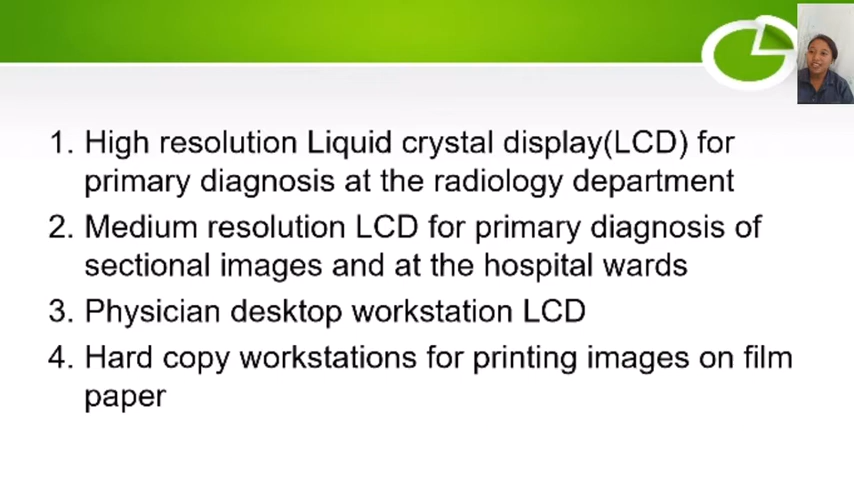 1. High resolution Liquid crystal display(LCD) for
primary diagnosis at the radiology department
2. Medium resolution LCD for primary diagnosis of
sectional images and at the hospital wards
3. Physician desktop workstation LCD
4. Hard copy workstations for printing images on film
paper